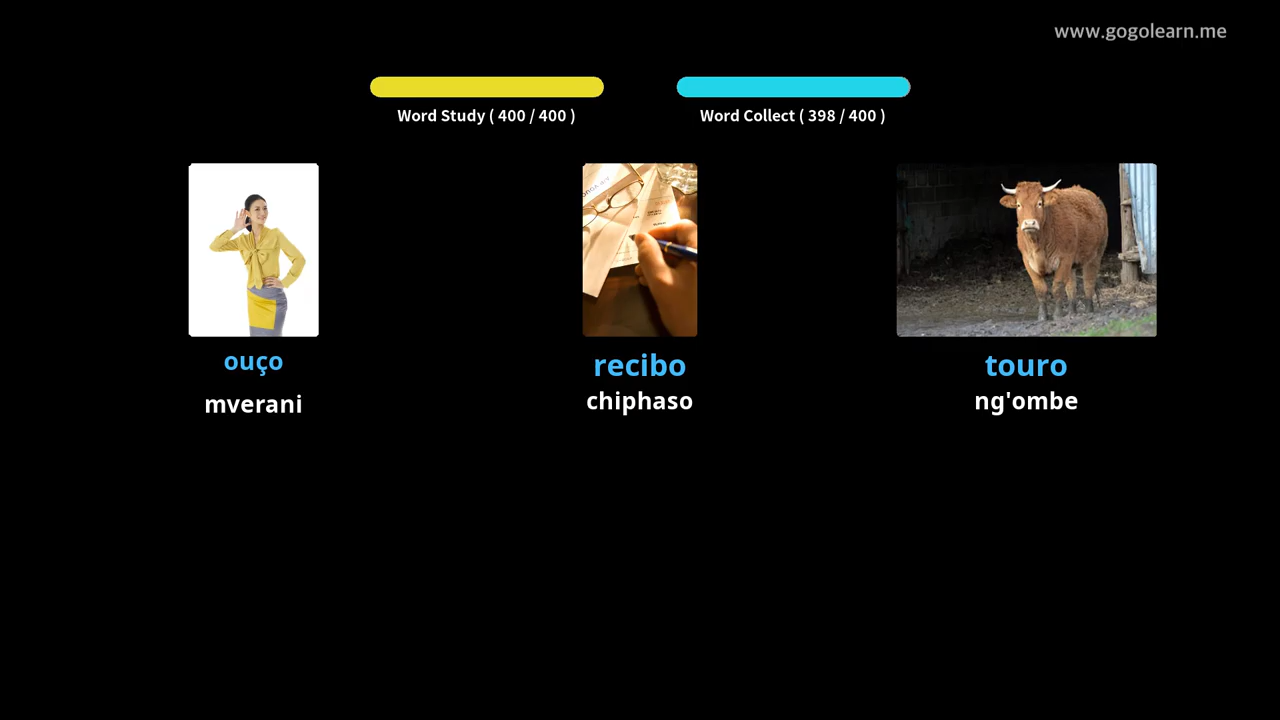 www.gogolearn.me
Word Study ( 400 / 400 )
Word Collect ( 398 / 400 )
ouço
recibo
touro
mverani
chiphaso
ng'ombe